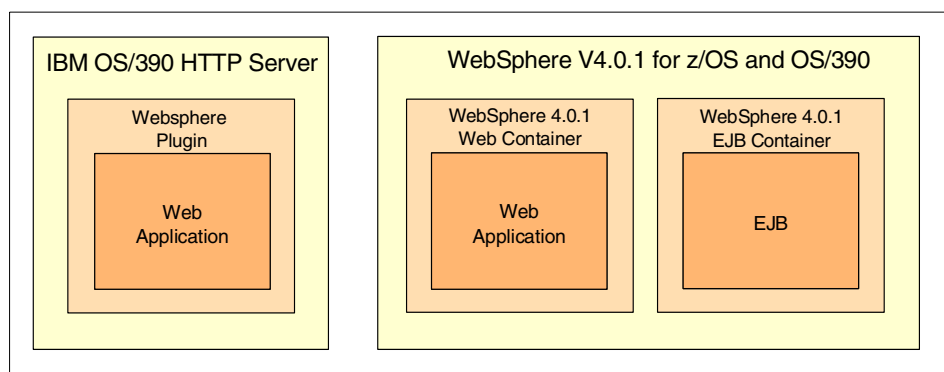 IBM OS/390 HTTP Server
Websphere
Plugin
Web
Application
WebSphere V4.0.1 for z/OS and OS/390
WebSphere 4.0.1
Web Container
Web
Application
WebSphere 4.0.1
EJB Container
EJB